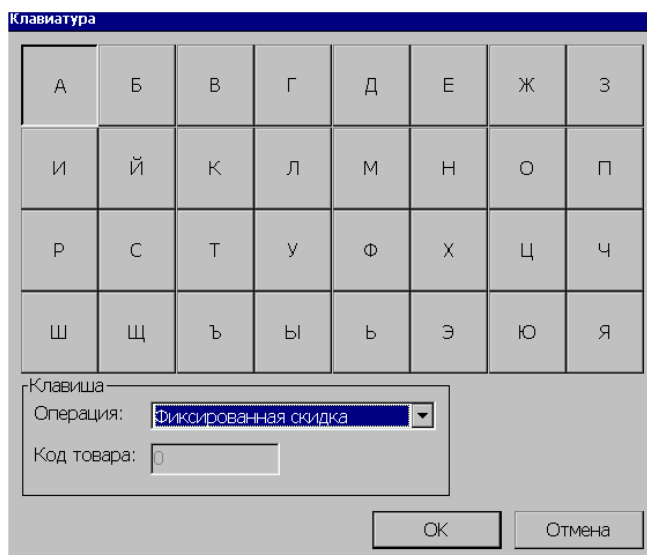 Клавиатура
А Б В Г Д Е Ж З
И Й К Л М Н О П
Р С Т У Ф Х Ц Ч
Ш Щ Ъ Ы Ь Э Ю Я
Клавиша
Операция: Фиксированная скидка
Код товара: 0
OK Отмена